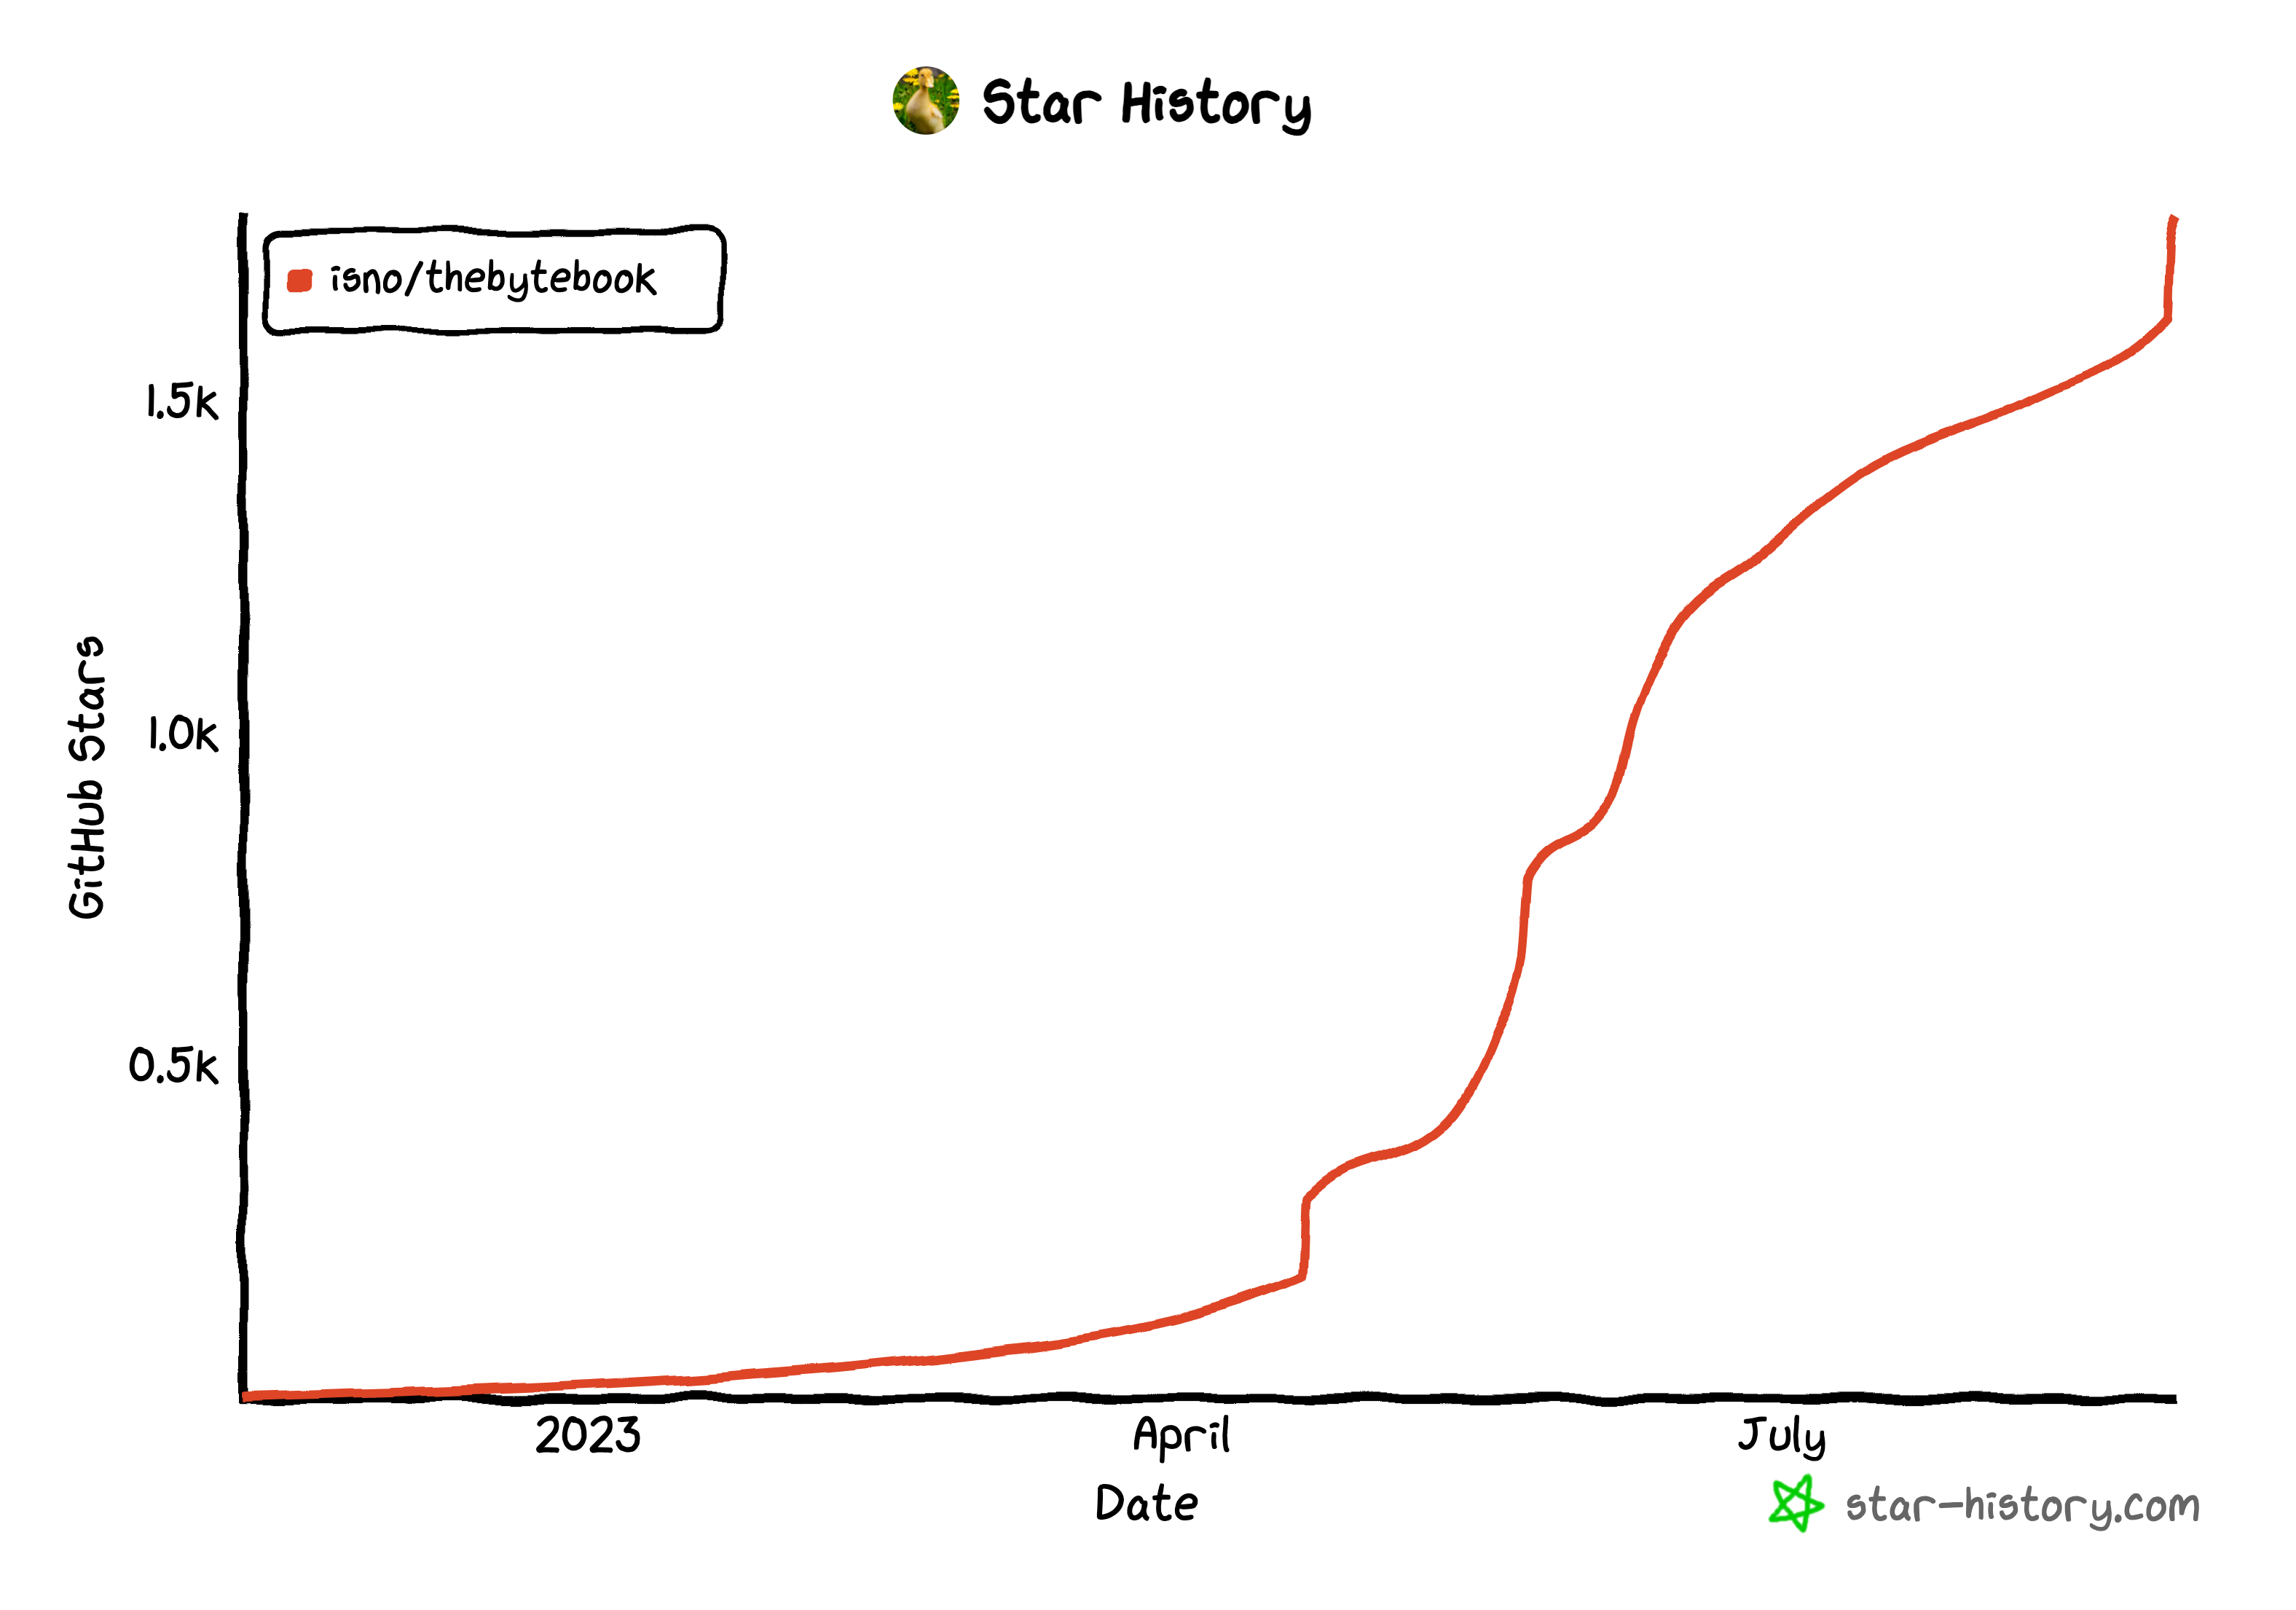 Star History
isno/thebytebook
1.5k
1.0k
0.5k
GitHub Stars
2023
April
July
Date
star-history.com